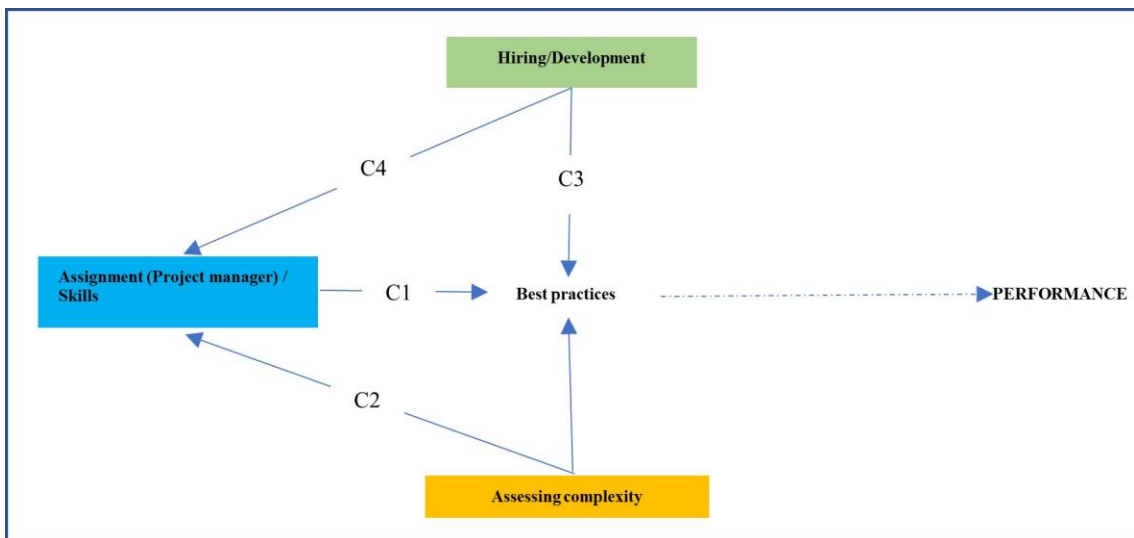 Hiring/Development
C4
C3
Assignment (Project manager) /
Skills
C1
Best practices
PERFORMANCE
C2
Assessing complexity